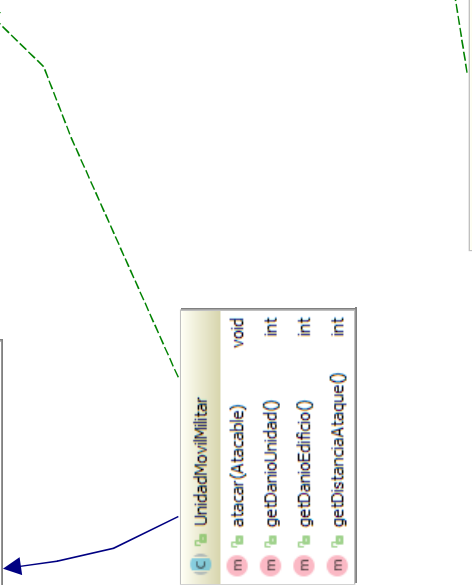 UnidadMovilMilitar
atacar(Atacable) void
getDanioUnidad() int
getDanioEdificio() int
getDistanciaAtaque() int